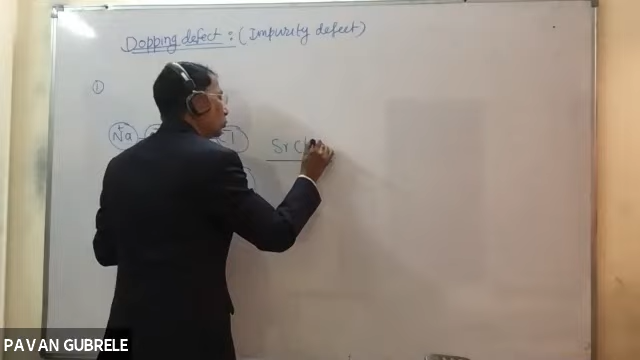 Dopping defect : (Impurity defect)
①
Na⁺
Sr Cl
PAVAN GUBRELE